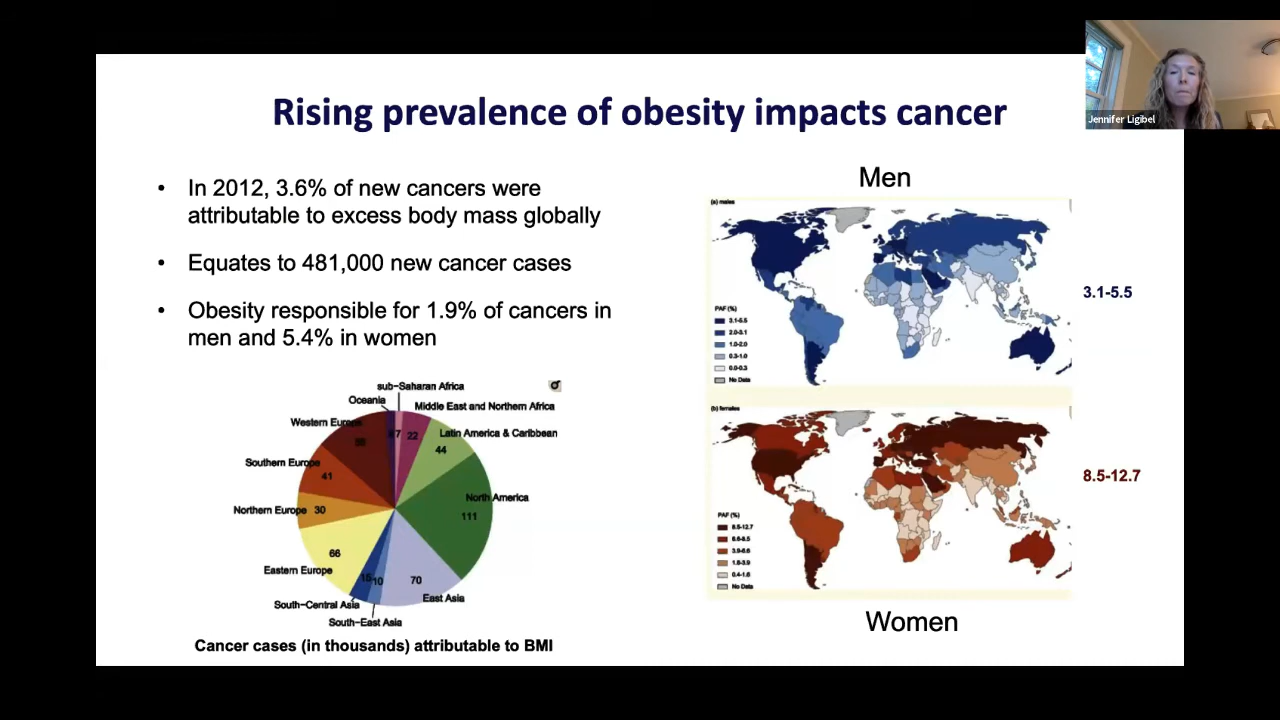 Rising prevalence of obesity impacts cancer
Jennifer Ligibel
• In 2012, 3.6% of new cancers were
attributable to excess body mass globally
• Equates to 481,000 new cancer cases
• Obesity responsible for 1.9% of cancers in
men and 5.4% in women
sub-Saharan Africa
Oceania
Middle East and Northern Africa
Western Europe
7
22
Latin America & Caribbean
44
Southern Europe
41
North America
111
Northern Europe
30
66
Eastern Europe
15
10
70
East Asia
South-Central Asia
South-East Asia
Cancer cases (in thousands) attributable to BMI
Men
(a) males
PAF (%)
3.1-5.5
2.0-3.1
1.0-2.0
0.3-1.0
0.0-0.3
No Data
3.1-5.5
(b) females
PAF (%)
8.5-12.7
6.6-8.5
3.9-6.6
1.6-3.9
0.4-1.6
No Data
8.5-12.7
Women